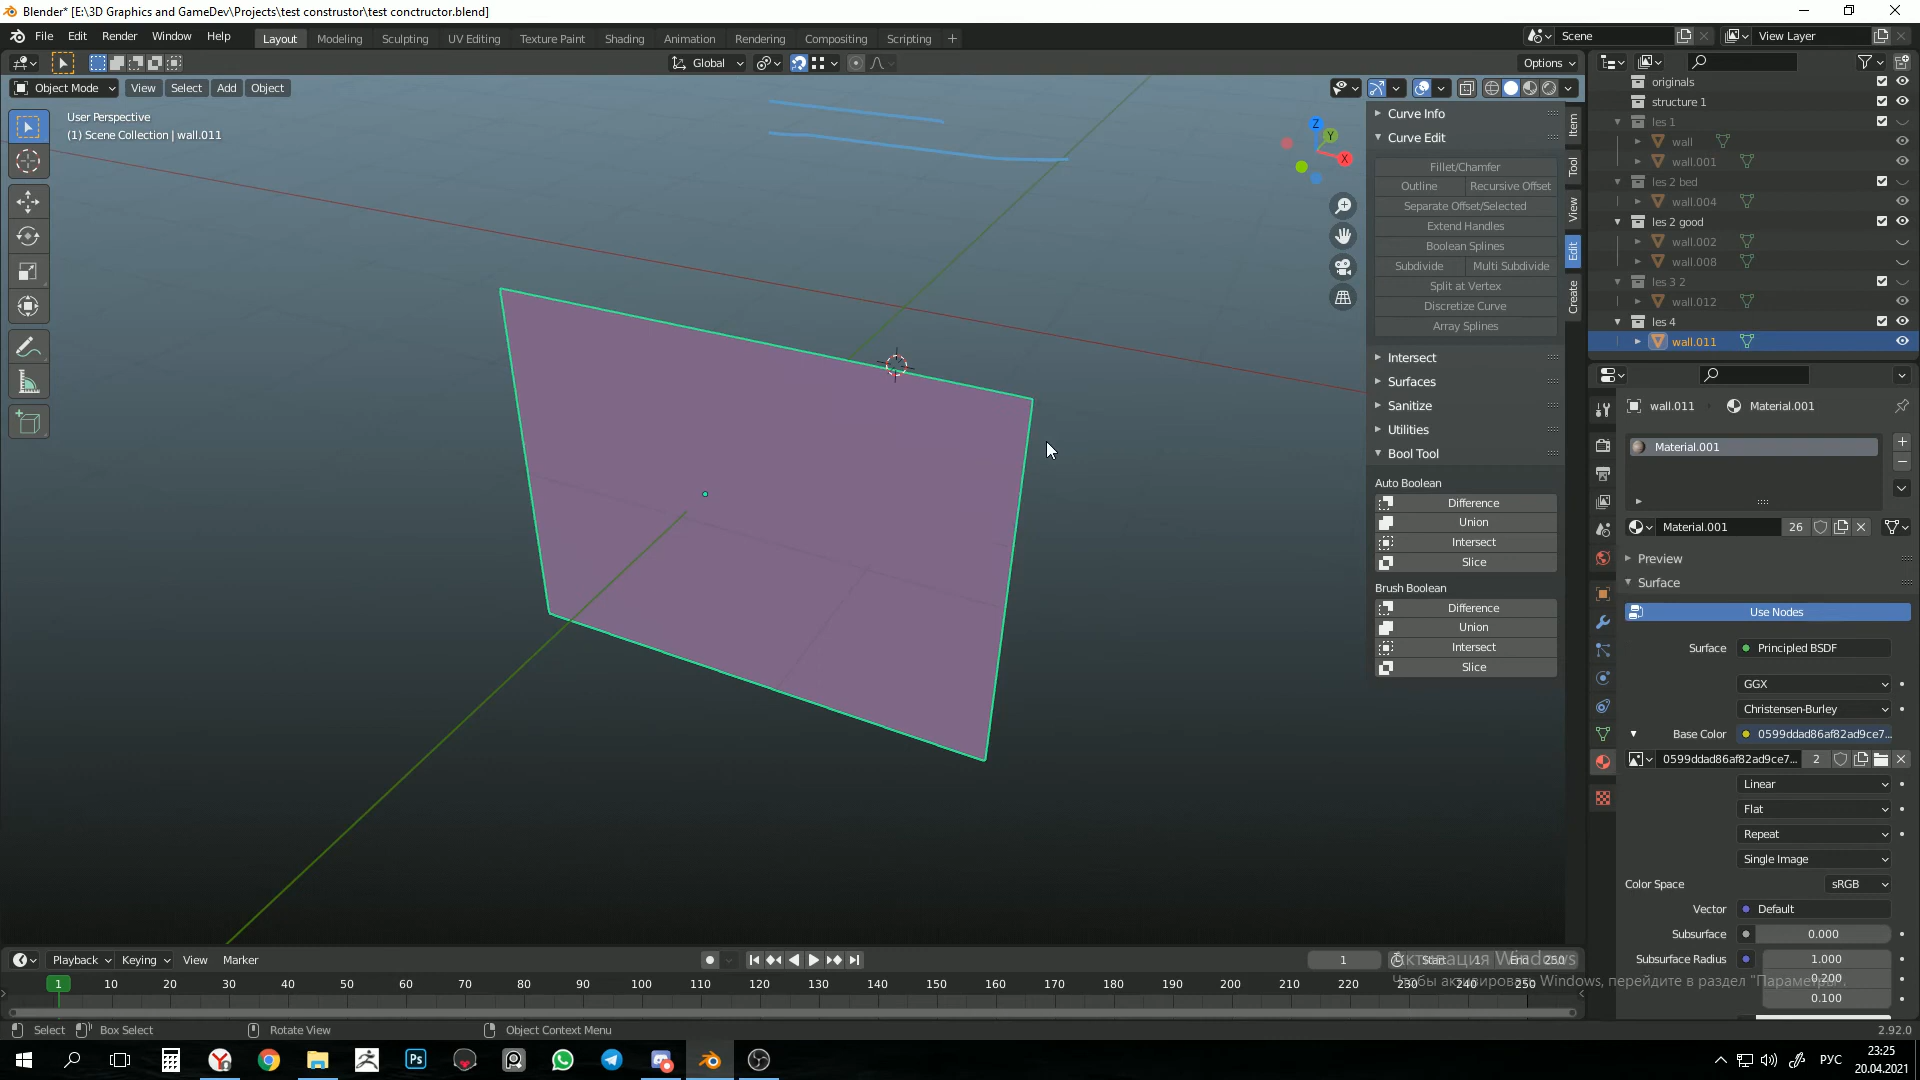 Blender* [E:\3D Graphics and GameDev\Projects\test construstor\test conctructor.blend]
File Edit Render Window Help Layout Modeling Sculpting UV Editing Texture Paint Shading Animation Rendering Compositing Scripting + Scene View Layer
Global Options
Object Mode View Select Add Object
User Perspective
(1) Scene Collection | wall.011
Z
Y
X
Curve Info
Curve Edit
Fillet/Chamfer
Outline Recursive Offset
Separate Offset/Selected
Extend Handles
Boolean Splines
Subdivide Multi Subdivide
Split at Vertex
Discretize Curve
Array Splines
Intersect
Surfaces
Sanitize
Utilities
Bool Tool
Auto Boolean
Difference
Union
Intersect
Slice
Brush Boolean
Difference
Union
Intersect
Slice
Item
Tool
View
Edit
Create
originals
structure 1
les 1
wall
wall.001
les 2 bed
wall.004
les 2 good
wall.002
wall.008
les 3 2
wall.012
les 4
wall.011
wall.011 Material.001
Material.001
Material.001 26
Preview
Surface
Use Nodes
Surface Principled BSDF
GGX
Christensen-Burley
Base Color 0599ddad86af82ad9ce7...
0599ddad86af82ad9ce7... 2
Linear
Flat
Repeat
Single Image
Color Space sRGB
Vector Default
Subsurface 0.000
Subsurface Radius 1.000
0.200
0.100
Playback Keying View Marker 1 Start 1 End 250
Активация Windows
Чтобы активировать Windows, перейдите в раздел "Параметры".
1 10 20 30 40 50 60 70 80 90 100 110 120 130 140 150 160 170 180 190 200 210 220 230 240 250
Select Box Select Rotate View Object Context Menu 2.92.0
Ps
РУС
23:25
20.04.2021